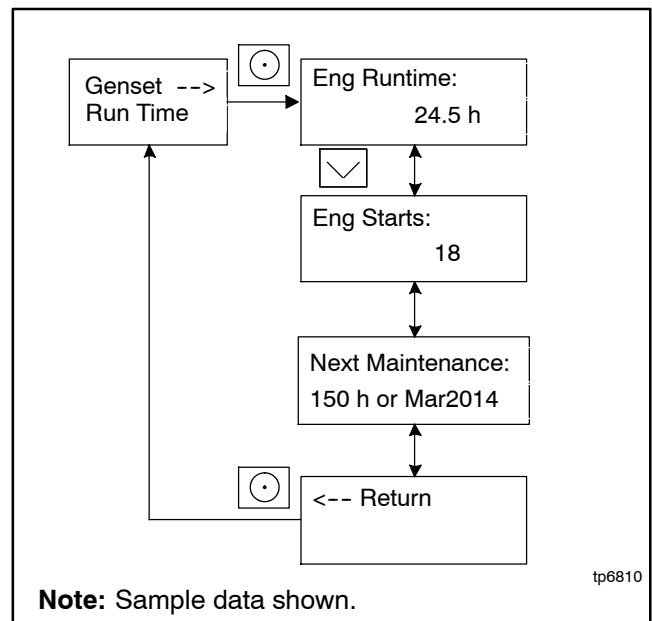 Genset -->
Run Time
Eng Runtime:
24.5 h
Eng Starts:
18
Next Maintenance:
150 h or Mar2014
<-- Return
tp6810
Note: Sample data shown.